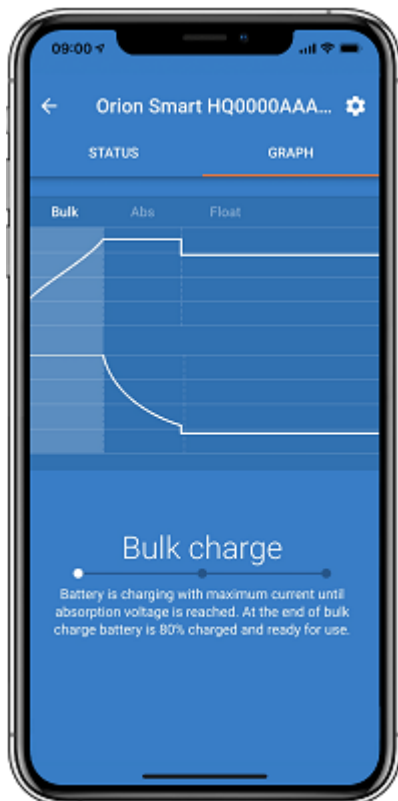 09:00
Orion Smart HQ0000AAA...
STATUS GRAPH
Bulk Abs Float
Bulk charge
Battery is charging with maximum current until
absorption voltage is reached. At the end of bulk
charge battery is 80% charged and ready for use.